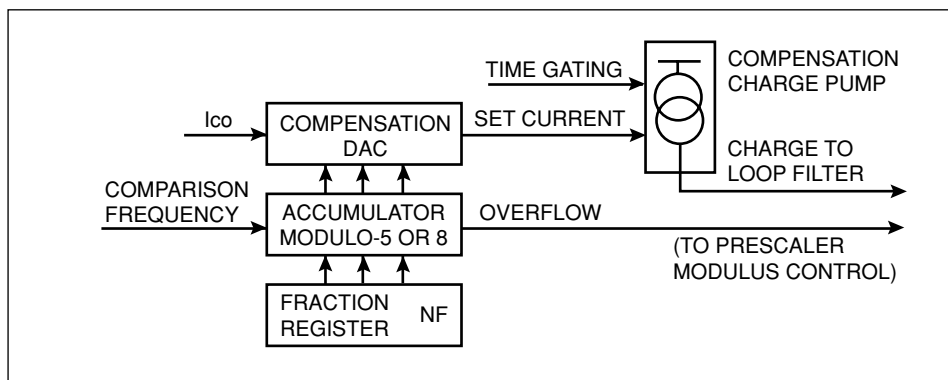 TIME GATING
COMPENSATION
CHARGE PUMP
Ico
COMPENSATION
DAC
SET CURRENT
CHARGE TO
LOOP FILTER
COMPARISON
FREQUENCY
ACCUMULATOR
MODULO-5 OR 8
OVERFLOW
(TO PRESCALER
MODULUS CONTROL)
FRACTION
REGISTER NF